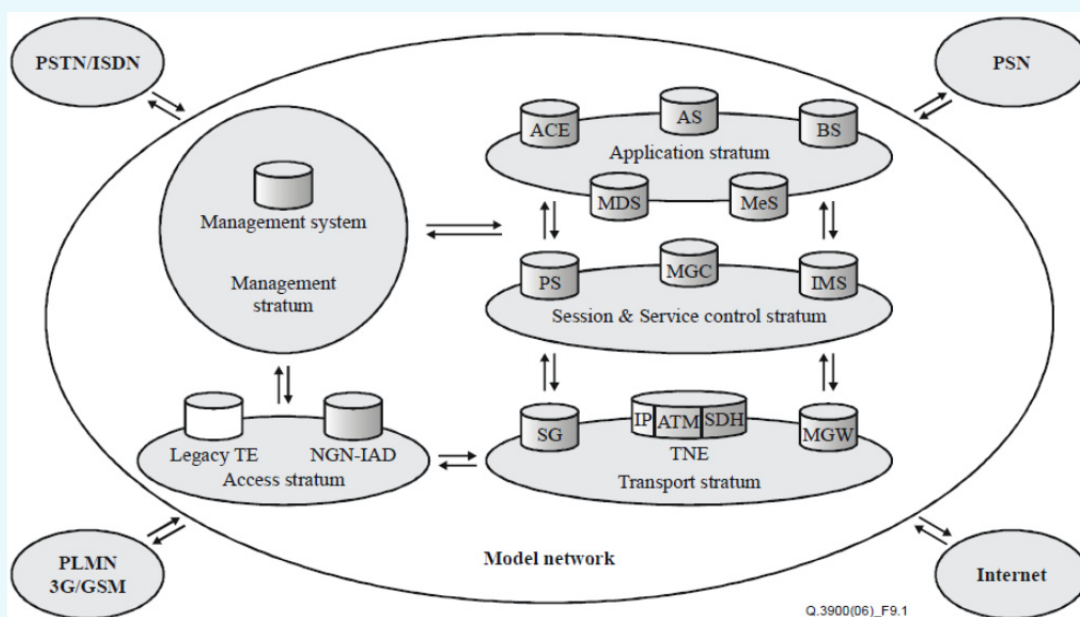 PSTN/ISDN
PSN
ACE
AS
BS
Application stratum
MDS
MeS
Management system
Management
stratum
PS
MGC
IMS
Session & Service control stratum
Legacy TE
NGN-IAD
Access stratum
SG
IP ATM SDH
MGW
TNE
Transport stratum
PLMN
3G/GSM
Model network
Internet
Q.3900(06)_F9.1